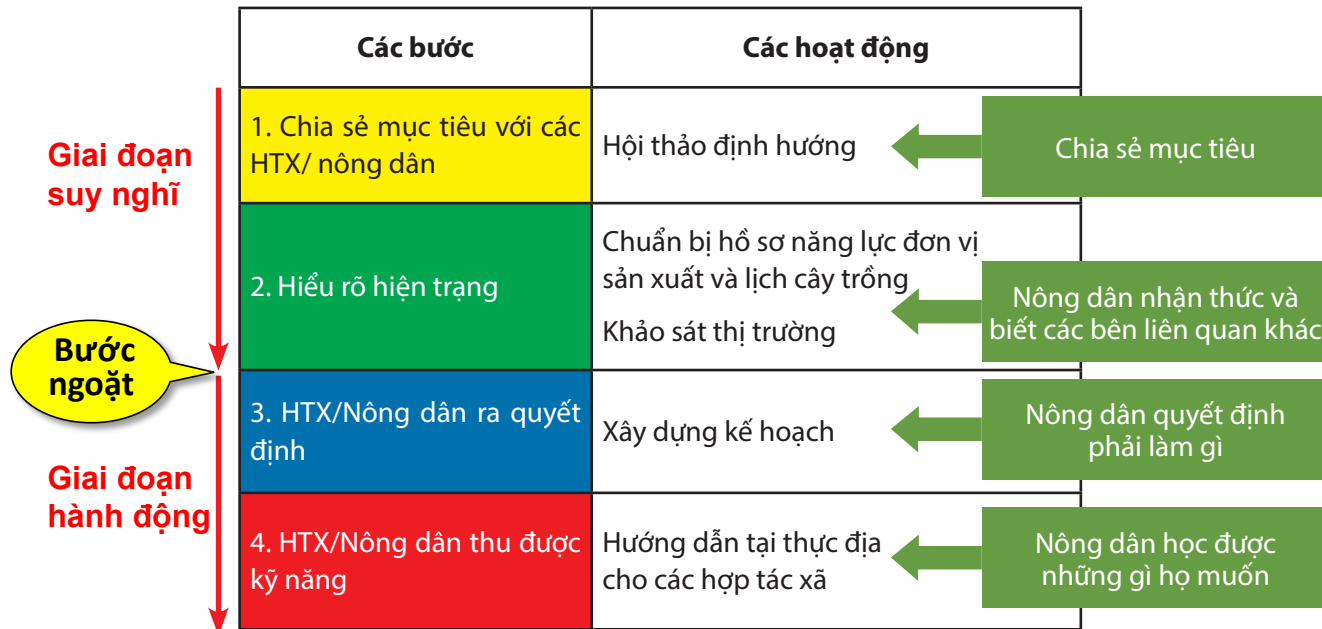 Các bước
Các hoạt động
Giai đoạn
suy nghĩ
1. Chia sẻ mục tiêu với các
HTX/ nông dân
Hội thảo định hướng
Chia sẻ mục tiêu
2. Hiểu rõ hiện trạng
Chuẩn bị hồ sơ năng lực đơn vị
sản xuất và lịch cây trồng
Khảo sát thị trường
Nông dân nhận thức và
biết các bên liên quan khác
Bước
ngoặt
3. HTX/Nông dân ra quyết
định
Xây dựng kế hoạch
Nông dân quyết định
phải làm gì
Giai đoạn
hành động
4. HTX/Nông dân thu được
kỹ năng
Hướng dẫn tại thực địa
cho các hợp tác xã
Nông dân học được
những gì họ muốn